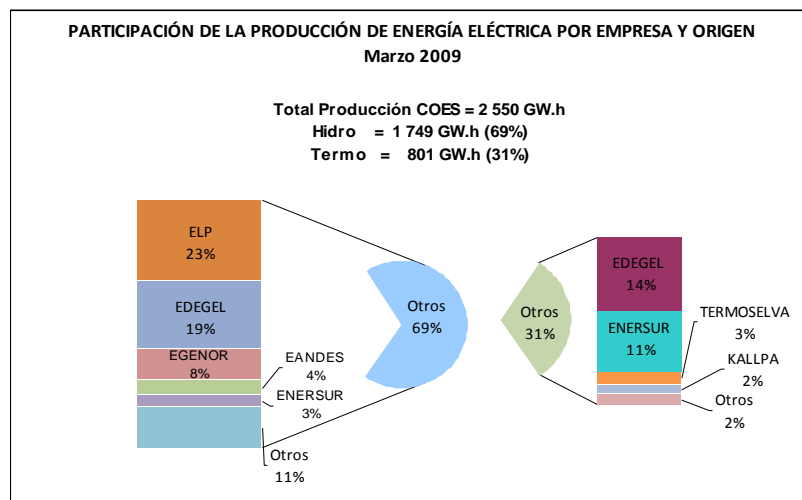 PARTICIPACIÓN DE LA PRODUCCIÓN DE ENERGÍA ELÉCTRICA POR EMPRESA Y ORIGEN
Marzo 2009
Total Producción COES = 2 550 GW.h
Hidro = 1 749 GW.h (69%)
Termo = 801 GW.h (31%)
ELP
23%
EDEGEL
19%
EGENOR
8%
EANDES
4%
ENERSUR
3%
Otros
11%
Otros
69%
Otros
31%
EDEGEL
14%
ENERSUR
11%
TERMOSELVA
3%
KALLPA
2%
Otros
2%